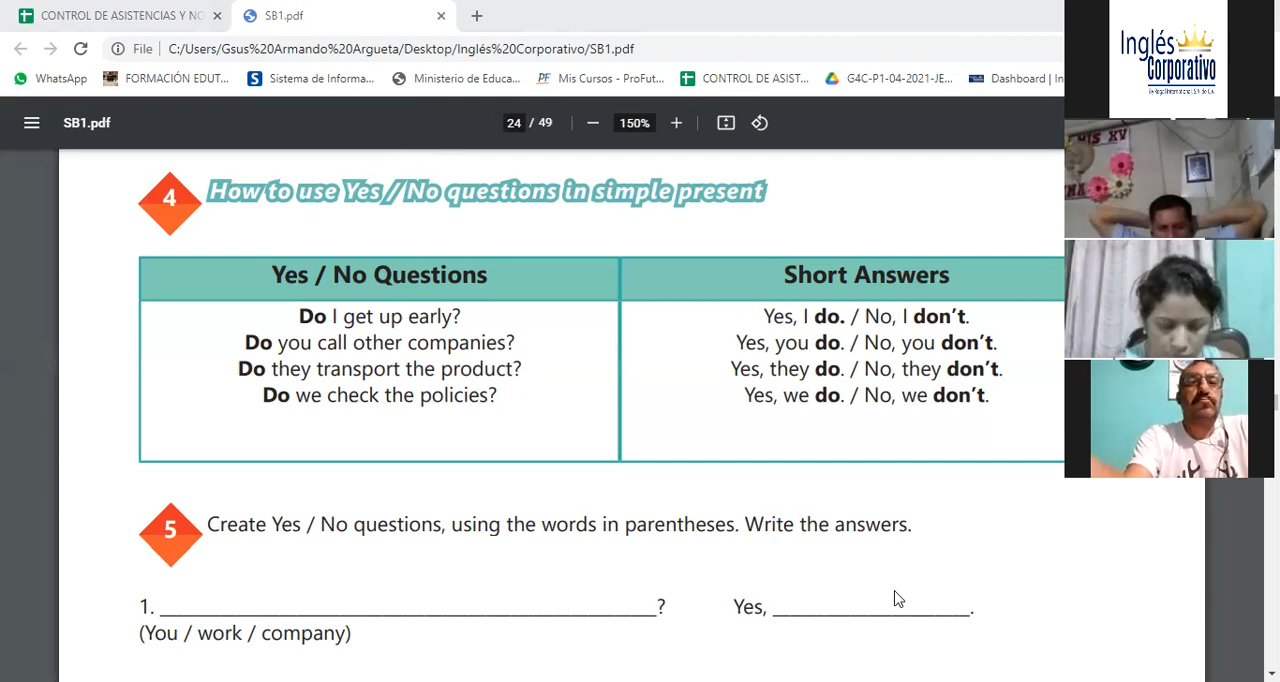 CONTROL DE ASISTENCIAS Y NO
SB1.pdf
File
C:/Users/Gsus%20Armando%20Argueta/Desktop/Inglés%20Corporativo/SB1.pdf
WhatsApp
FORMACIÓN EDUT...
Sistema de Informa...
Ministerio de Educa...
Mis Cursos - ProFut...
CONTROL DE ASIST...
G4C-P1-04-2021-JE...
Dashboard | In
SB1.pdf
24 / 49
150%
4
How to use Yes / No questions in simple present
Yes / No Questions
Short Answers
Do I get up early?
Yes, I do. / No, I don't.
Do you call other companies?
Yes, you do. / No, you don't.
Do they transport the product?
Yes, they do. / No, they don't.
Do we check the policies?
Yes, we do. / No, we don't.
5
Create Yes / No questions, using the words in parentheses. Write the answers.
1. ______________________________________________?
Yes, __________________.
(You / work / company)
Inglés
Corporativo
MIS XV